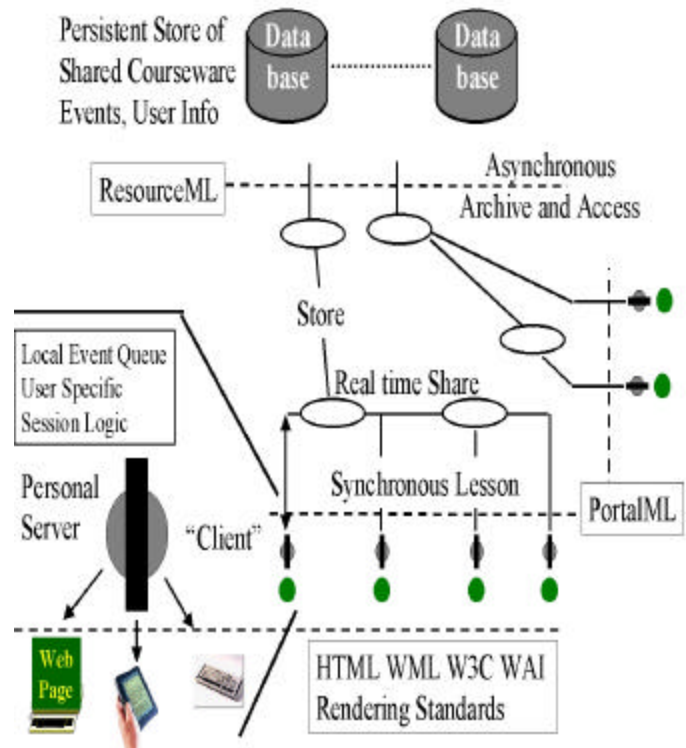 Persistent Store of
Shared Courseware
Events, User Info
Data
base
Data
base
ResourceML
Asynchronous
Archive and Access
Store
Local Event Queue
User Specific
Session Logic
Real time Share
Personal
Server
"Client"
Synchronous Lesson
PortalML
Web
Page
HTML WML W3C WAI
Rendering Standards